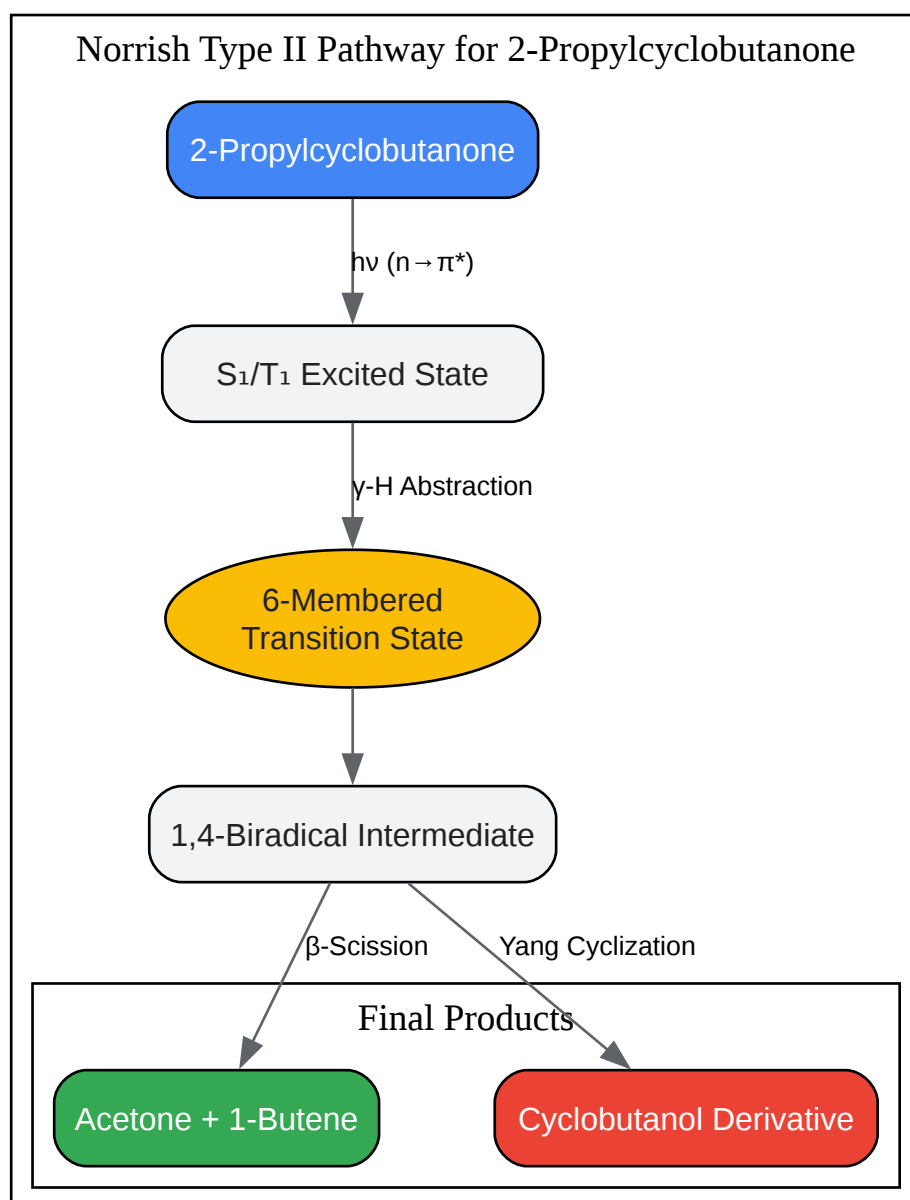 Norrish Type II Pathway for 2-Propylcyclobutanone
2-Propylcyclobutanone
hν (n→π*)
S₁/T₁ Excited State
γ-H Abstraction
6-Membered
Transition State
1,4-Biradical Intermediate
β-Scission
Yang Cyclization
Final Products
Acetone + 1-Butene
Cyclobutanol Derivative